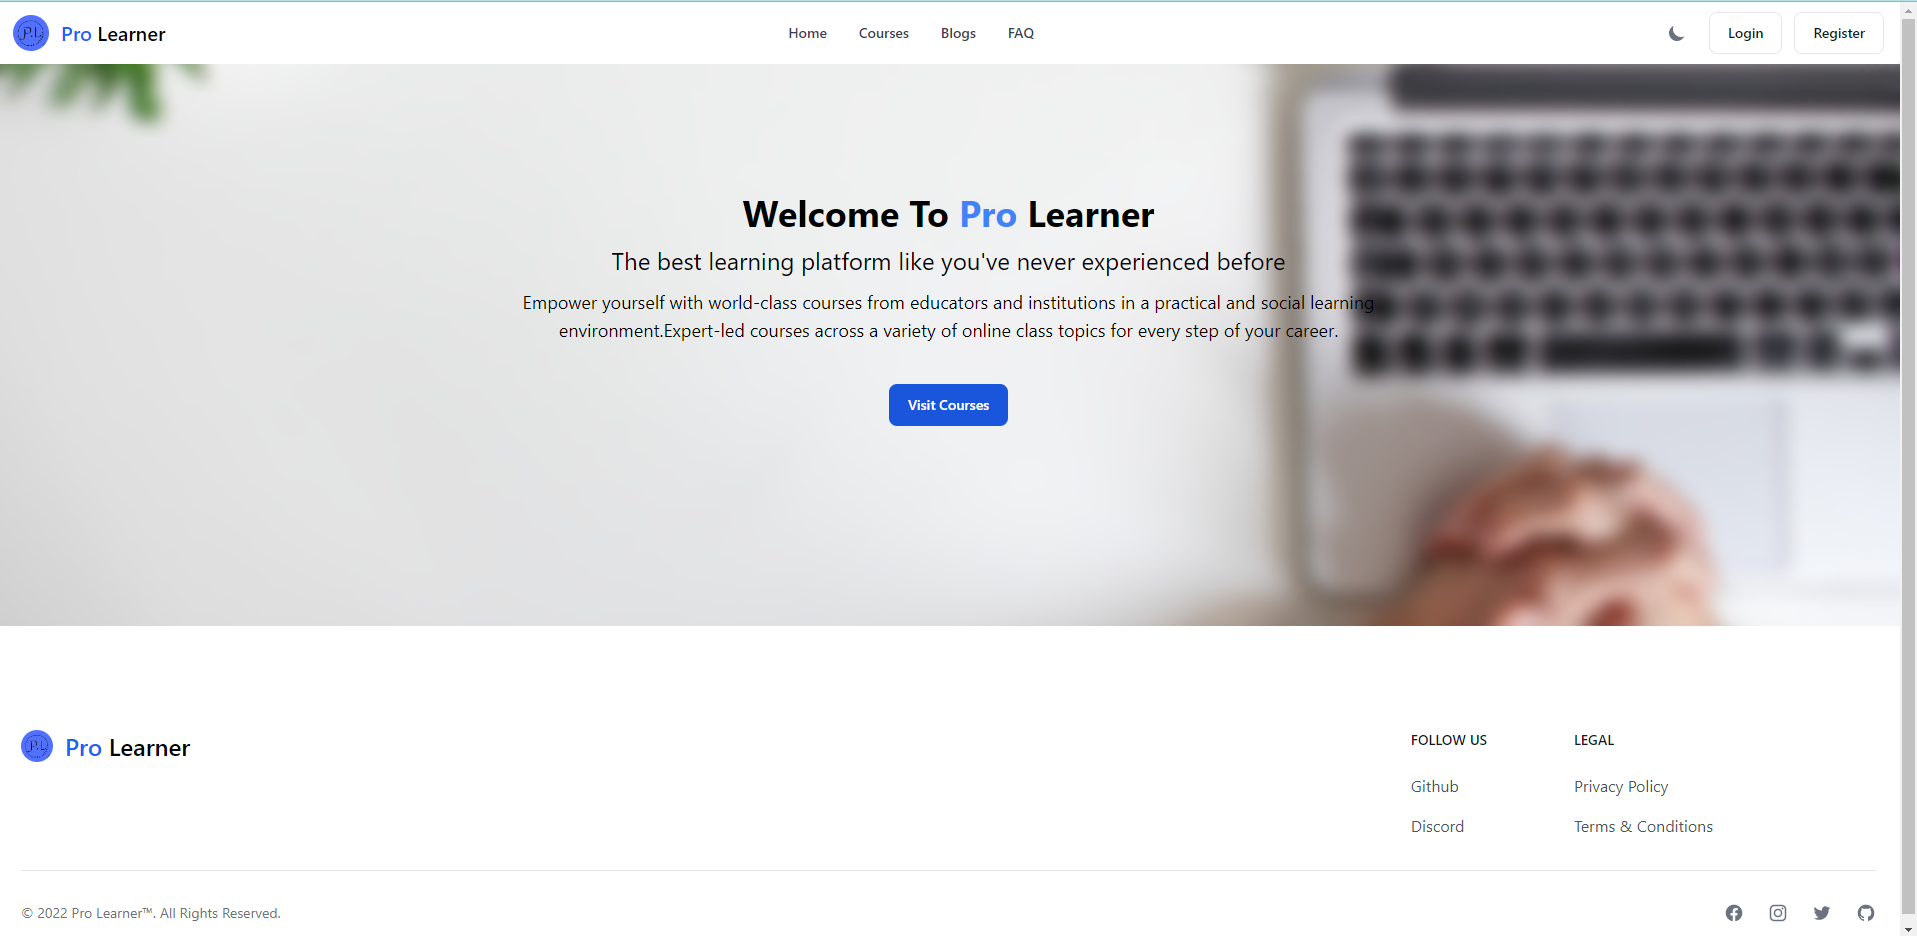 P.L Pro Learner
Home Courses Blogs FAQ
Login Register
Welcome To Pro Learner
The best learning platform like you've never experienced before
Empower yourself with world-class courses from educators and institutions in a practical and social learning
environment.Expert-led courses across a variety of online class topics for every step of your career.
Visit Courses
P.L Pro Learner
FOLLOW US
Github
Discord
LEGAL
Privacy Policy
Terms & Conditions
© 2022 Pro Learner™. All Rights Reserved.